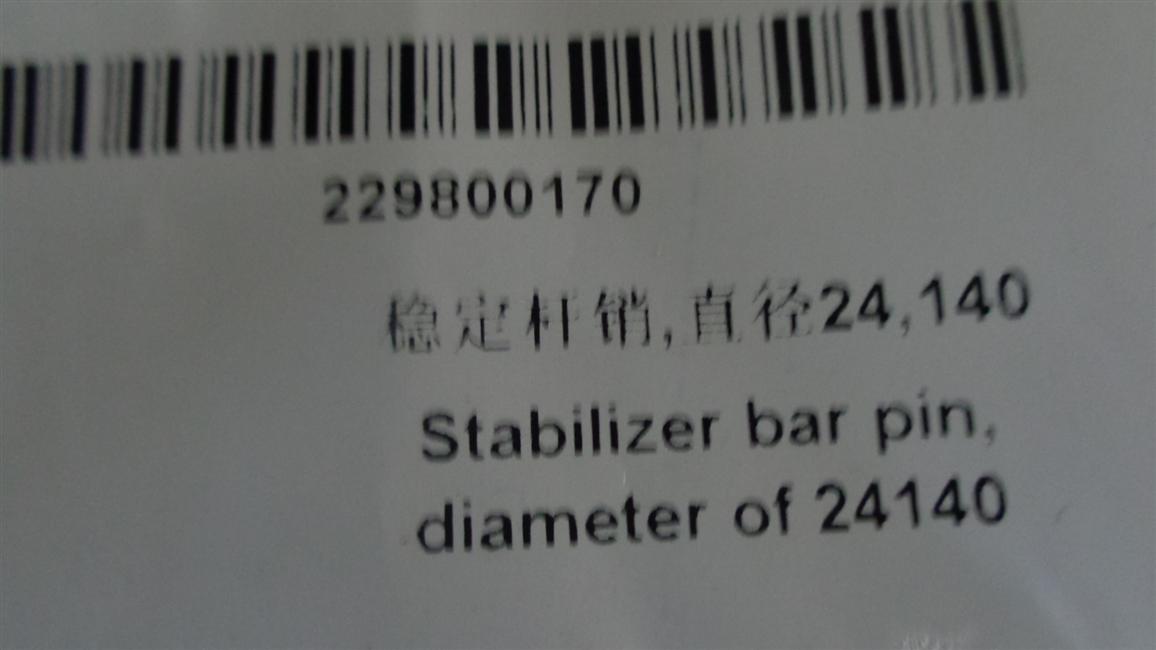 229800170
稳定杆销,直径24,140
Stabilizer bar pin,
diameter of 24140